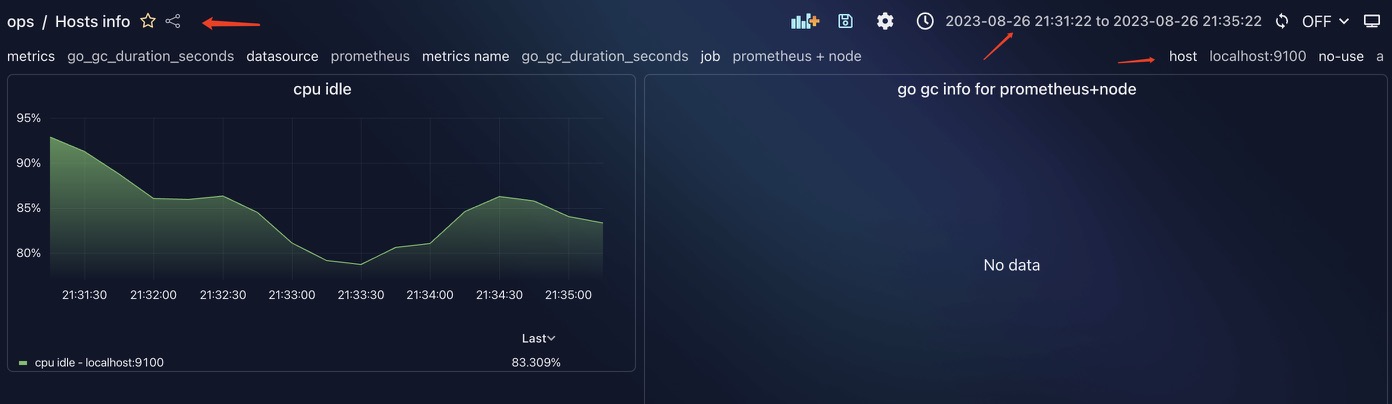 ops / Hosts info 2023-08-26 21:31:22 to 2023-08-26 21:35:22 OFF
metrics go_gc_duration_seconds datasource prometheus metrics name go_gc_duration_seconds job prometheus + node host localhost:9100 no-use a
cpu idle
95%
90%
85%
80%
21:31:30 21:32:00 21:32:30 21:33:00 21:33:30 21:34:00 21:34:30 21:35:00
Last
cpu idle - localhost:9100 83.309%
go gc info for prometheus+node
No data